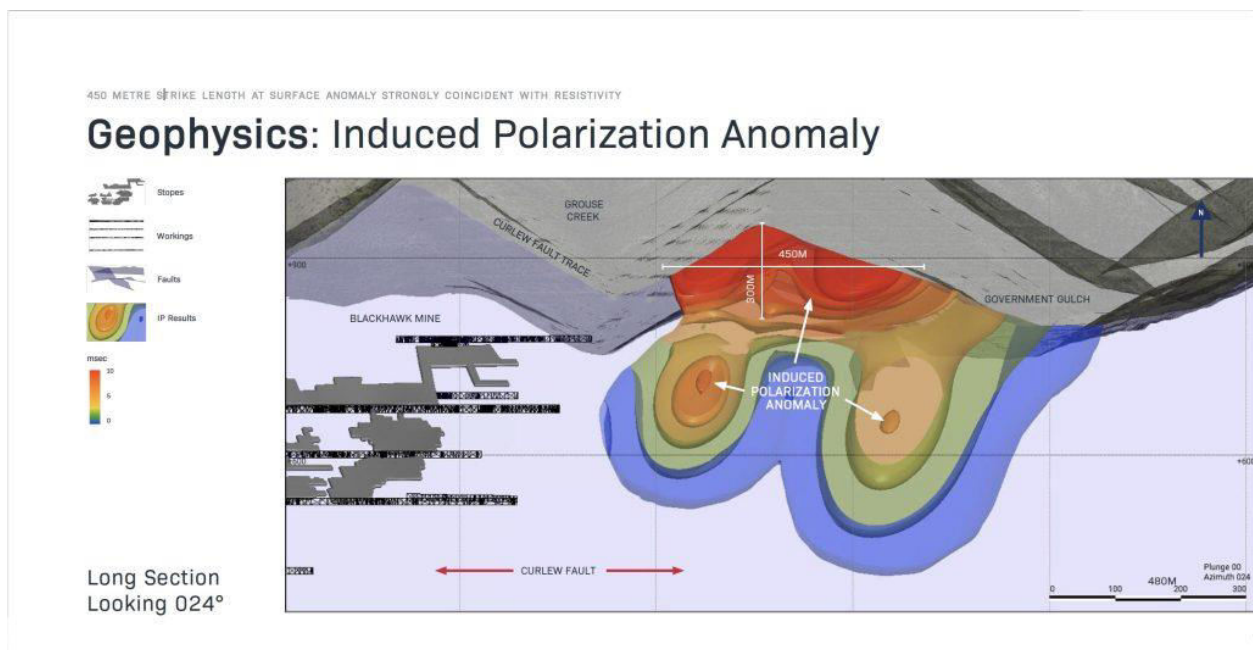 450 METRE STRIKE LENGTH AT SURFACE ANOMALY STRONGLY COINCIDENT WITH RESISTIVITY
Geophysics: Induced Polarization Anomaly
Stopes
Workings
Faults
IP Results
msec
10
5
0
GROUSE
CREEK
CURLEW FAULT TRACE
N
450M
300M
GOVERNMENT GULCH
BLACKHAWK MINE
INDUCED
POLARIZATION
ANOMALY
CURLEW FAULT
Plunge 00
Azimuth 024
480M
0 100 200 300
Long Section
Looking 024°